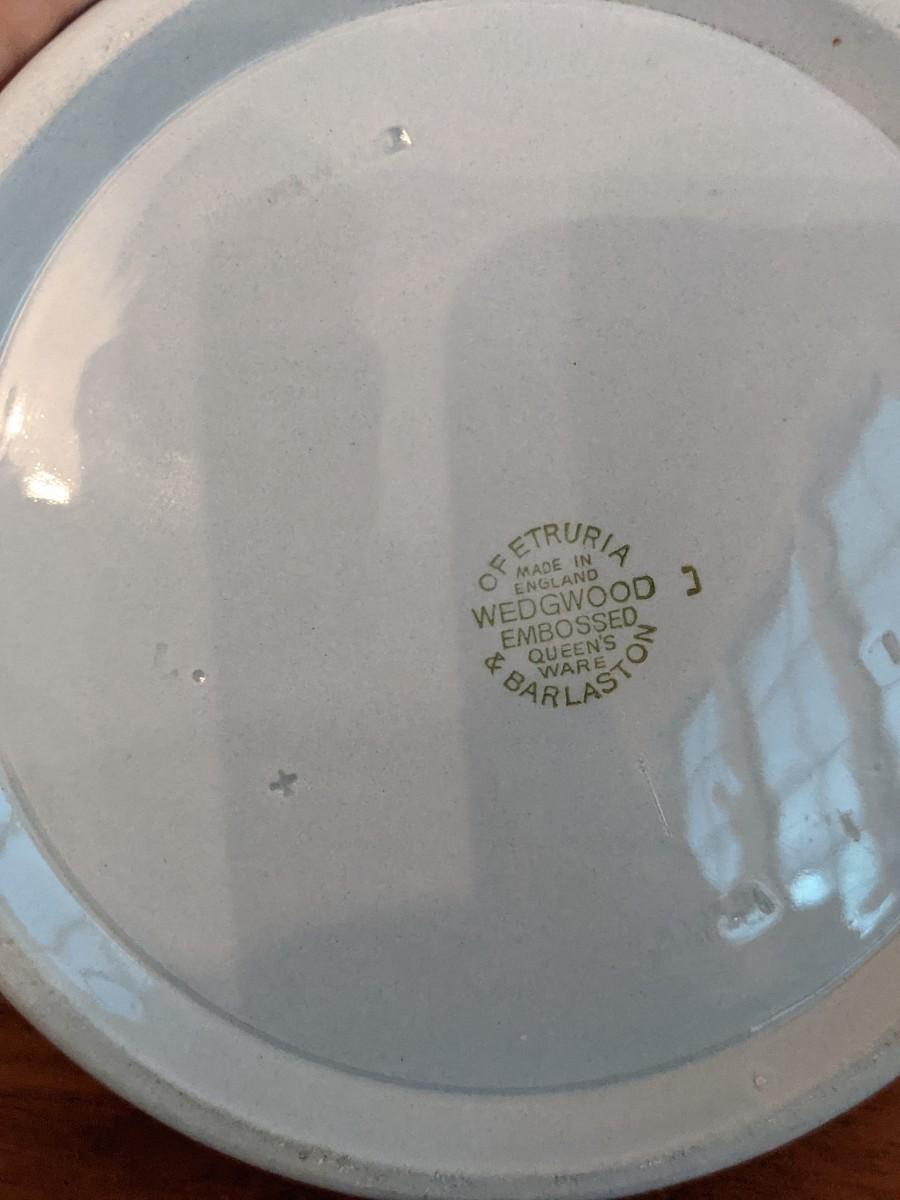 OF ETRURIA
MADE IN
ENGLAND
WEDGWOOD
EMBOSSED
QUEEN'S
WARE
& BARLASTON